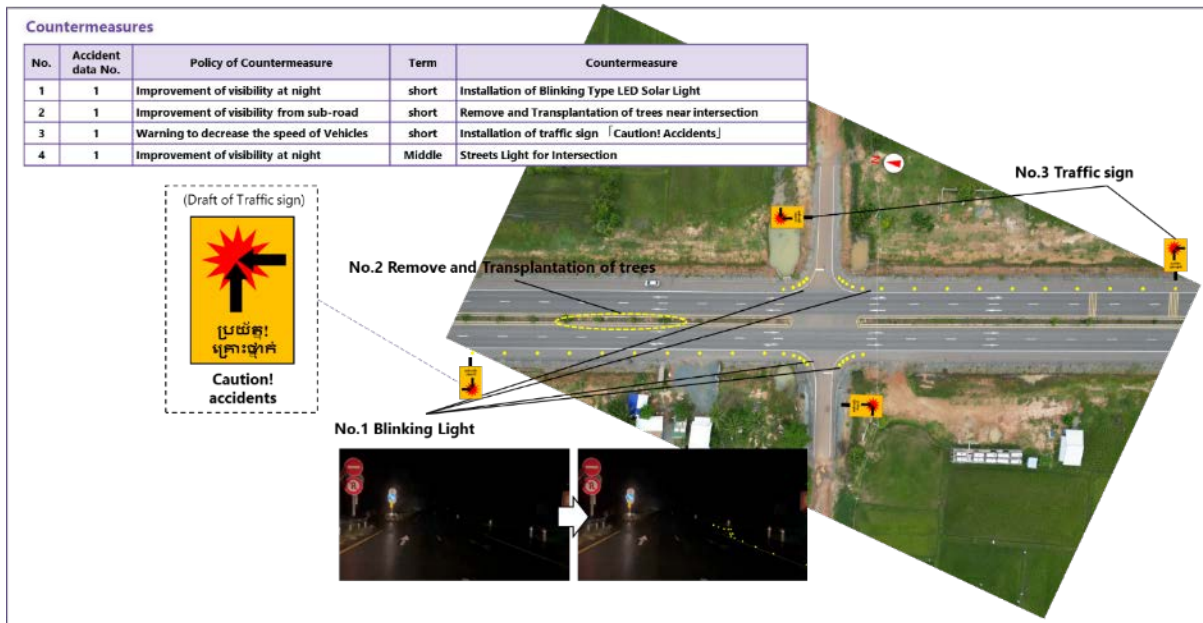 Countermeasures
No. Accident data No. Policy of Countermeasure Term Countermeasure
1 1 Improvement of visibility at night short Installation of Blinking Type LED Solar Light
2 1 Improvement of visibility from sub-road short Remove and Transplantation of trees near intersection
3 1 Warning to decrease the speed of Vehicles short Installation of traffic sign 「Caution! Accidents」
4 1 Improvement of visibility at night Middle Streets Light for Intersection
(Draft of Traffic sign)
ប្រយ័ត្ន!
គ្រោះថ្នាក់
Caution!
accidents
No.3 Traffic sign
No.2 Remove and Transplantation of trees
No.1 Blinking Light